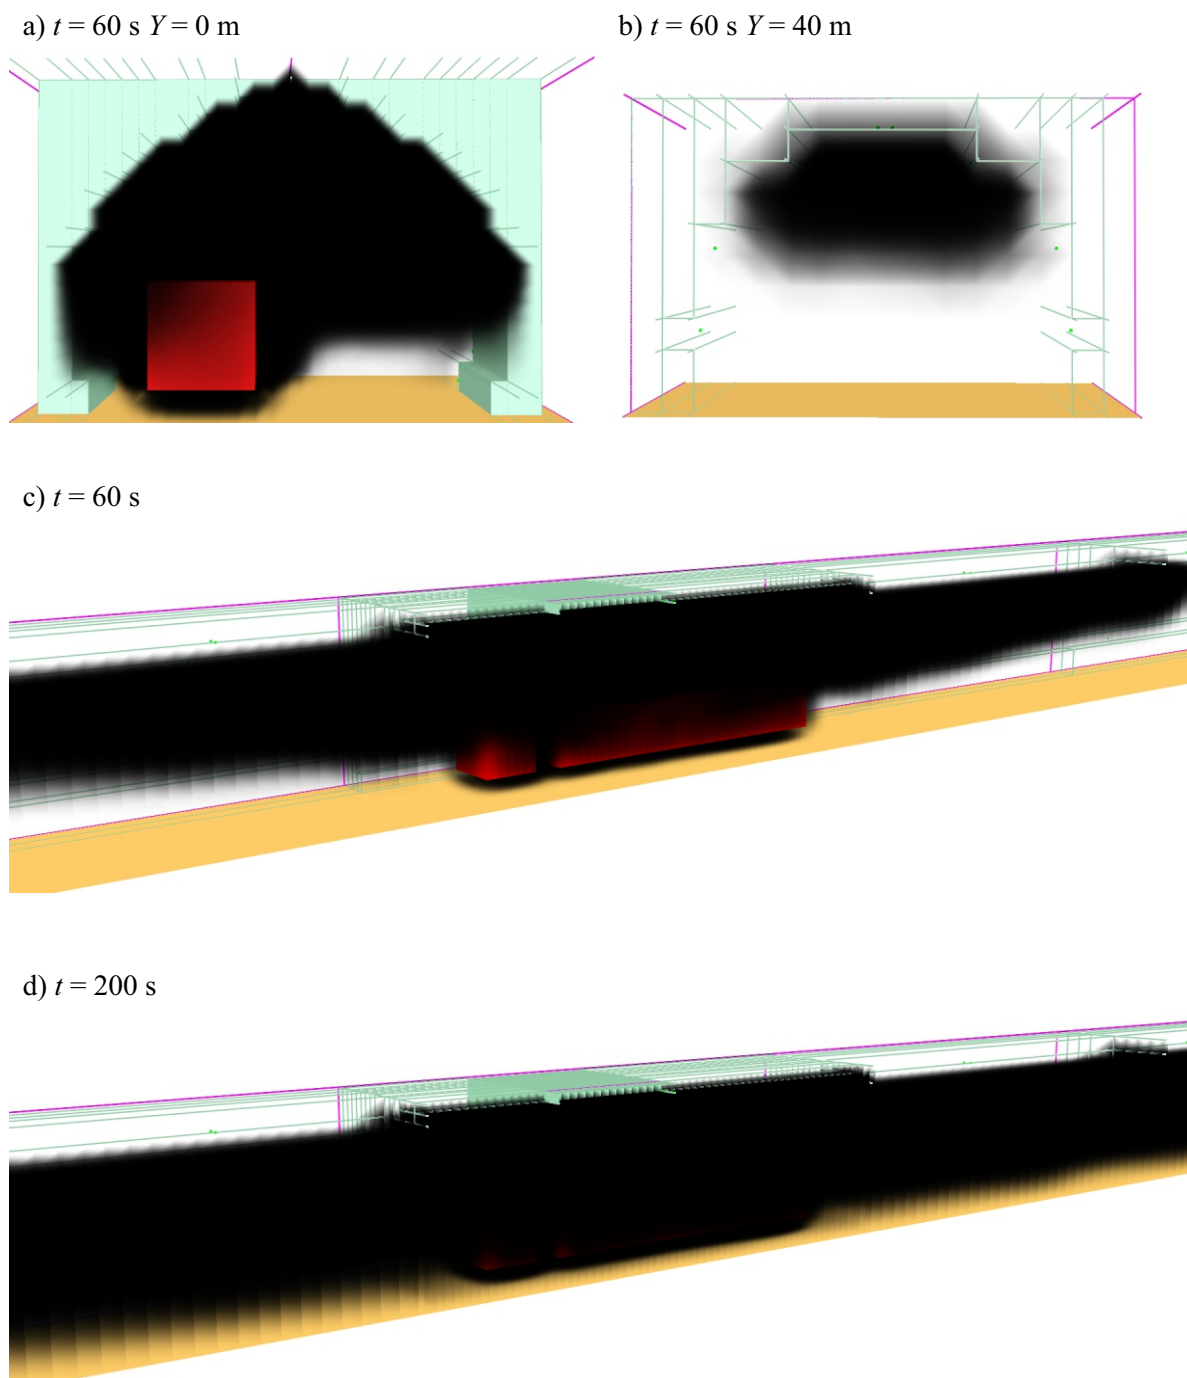 a) t = 60 s Y = 0 m
b) t = 60 s Y = 40 m
c) t = 60 s
d) t = 200 s